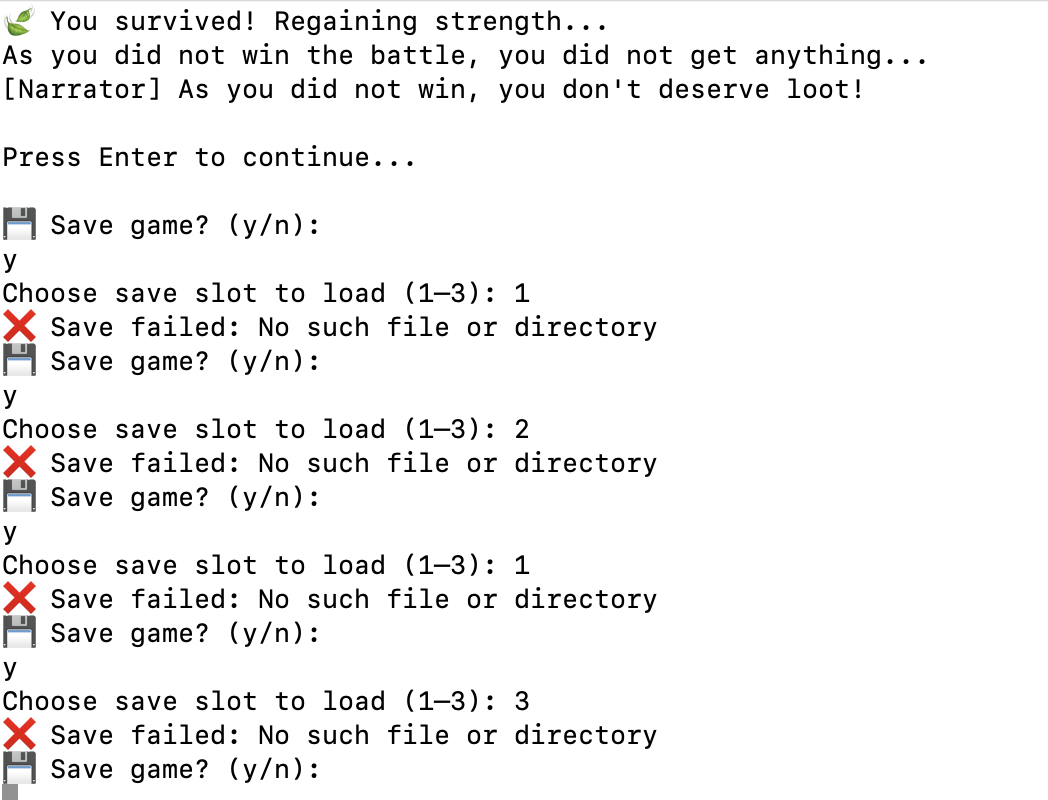 🍃 You survived! Regaining strength...
As you did not win the battle, you did not get anything...
[Narrator] As you did not win, you don't deserve loot!
Press Enter to continue...
💾 Save game? (y/n):
y
Choose save slot to load (1–3): 1
❌ Save failed: No such file or directory
💾 Save game? (y/n):
y
Choose save slot to load (1–3): 2
❌ Save failed: No such file or directory
💾 Save game? (y/n):
y
Choose save slot to load (1–3): 1
❌ Save failed: No such file or directory
💾 Save game? (y/n):
y
Choose save slot to load (1–3): 3
❌ Save failed: No such file or directory
💾 Save game? (y/n):